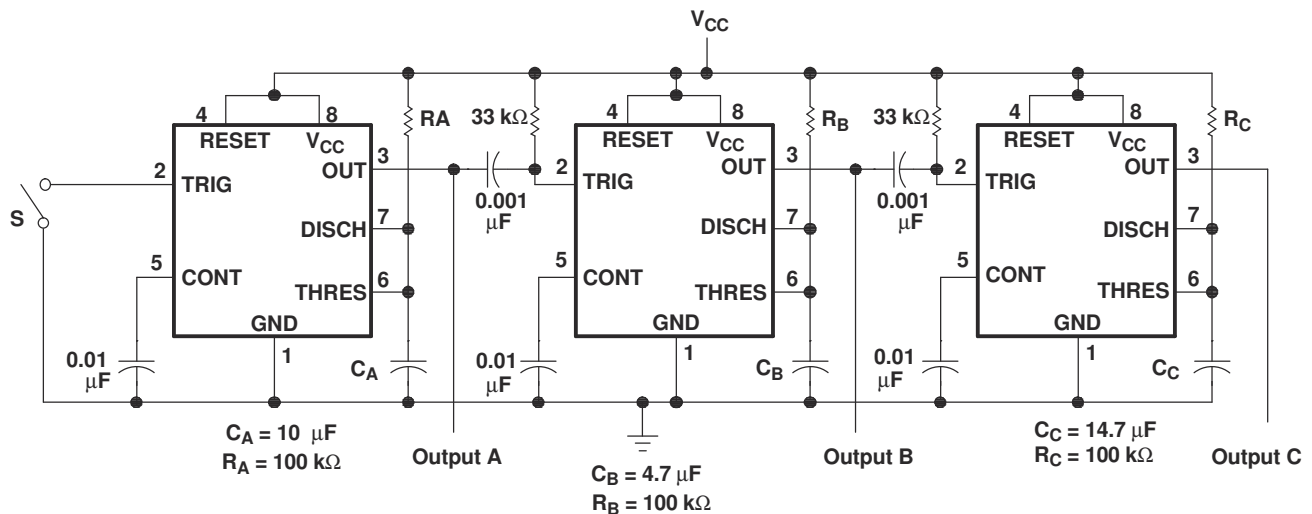 VCC
4
8
RESET
VCC
2
TRIG
3
OUT
DISCH
7
5
CONT
THRES
6
GND
1
S
0.01
µF
CA
RA
33 kΩ
0.001
µF
4
8
RESET
VCC
2
TRIG
3
OUT
DISCH
7
5
CONT
THRES
6
GND
1
0.01
µF
CB
RB
33 kΩ
0.001
µF
4
8
RESET
VCC
2
TRIG
3
OUT
DISCH
7
5
CONT
THRES
6
GND
1
0.01
µF
CC
RC
CA = 10 µF
RA = 100 kΩ
Output A
CB = 4.7 µF
RB = 100 kΩ
Output B
CC = 14.7 µF
RC = 100 kΩ
Output C